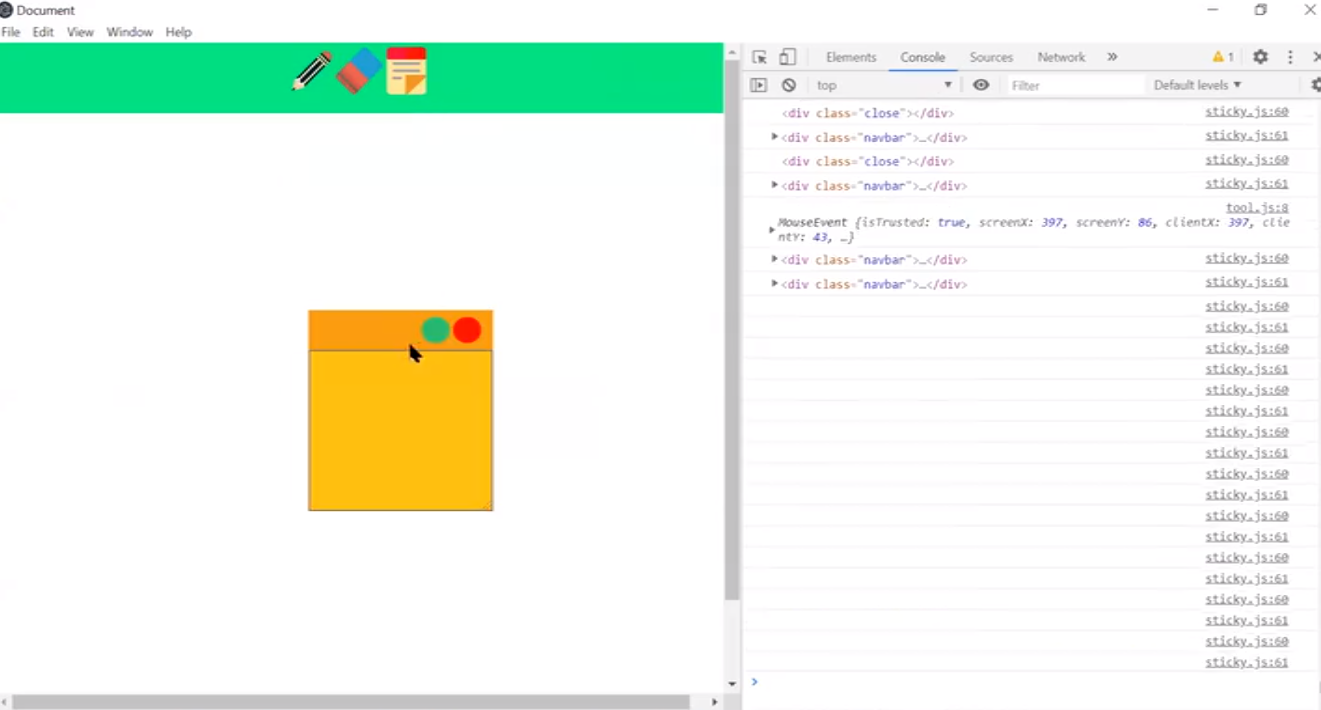 Document
File Edit View Window Help
Elements Console Sources Network » 1
top Filter Default levels
<div class="close"></div> sticky.js:60
<div class="navbar">…</div> sticky.js:61
<div class="close"></div> sticky.js:60
<div class="navbar">…</div> sticky.js:61
tool.js:8
MouseEvent {isTrusted: true, screenX: 397, screenY: 86, clientX: 397, clie
ntY: 43, …}
<div class="navbar">…</div> sticky.js:60
<div class="navbar">…</div> sticky.js:61
sticky.js:60
sticky.js:61
sticky.js:60
sticky.js:61
sticky.js:60
sticky.js:61
sticky.js:60
sticky.js:61
sticky.js:60
sticky.js:61
sticky.js:60
sticky.js:61
sticky.js:60
sticky.js:61
sticky.js:60
sticky.js:61
sticky.js:60
sticky.js:61